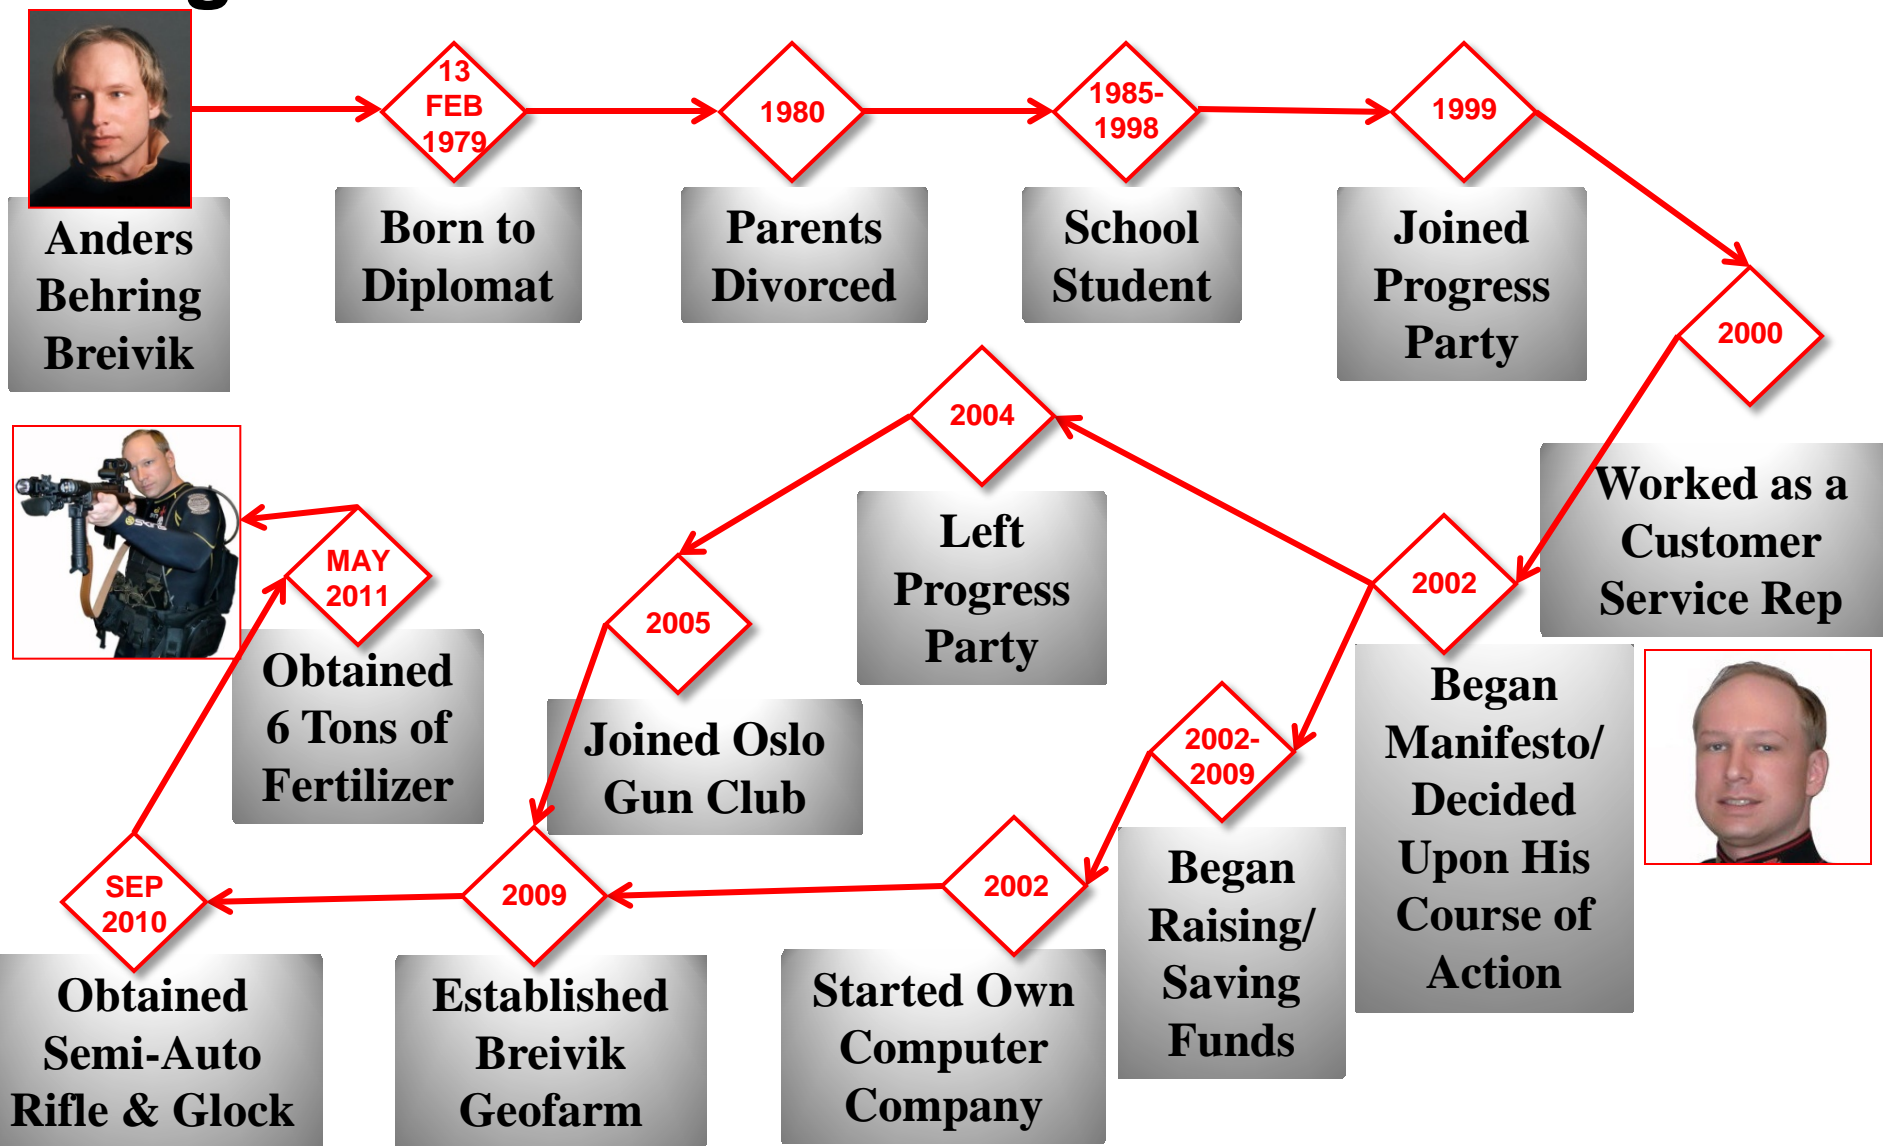 g
Anders
Behring
Breivik
13
FEB
1979
Born to
Diplomat
1980
Parents
Divorced
1985-
1998
School
Student
1999
Joined
Progress
Party
2000
Worked as a
Customer
Service Rep
2002
Began
Manifesto/
Decided
Upon His
Course of
Action
2004
Left
Progress
Party
2005
Joined Oslo
Gun Club
2002-
2009
Began
Raising/
Saving
Funds
2002
Started Own
Computer
Company
2009
Established
Breivik
Geofarm
SEP
2010
Obtained
Semi-Auto
Rifle & Glock
MAY
2011
Obtained
6 Tons of
Fertilizer